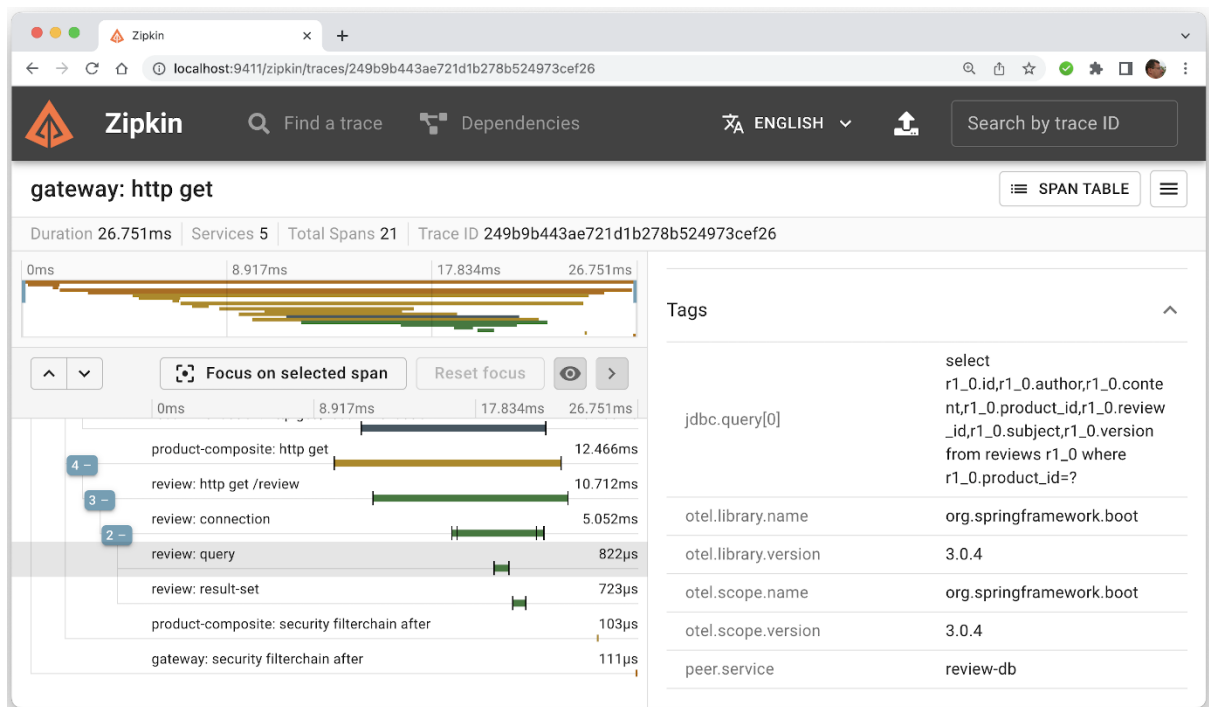 Zipkin
localhost:9411/zipkin/traces/249b9b443ae721d1b278b524973cef26
Zipkin
Find a trace
Dependencies
ENGLISH
Search by trace ID
gateway: http get
SPAN TABLE
Duration 26.751ms Services 5 Total Spans 21 Trace ID 249b9b443ae721d1b278b524973cef26
0ms 8.917ms 17.834ms 26.751ms
Focus on selected span
Reset focus
0ms 8.917ms 17.834ms 26.751ms
product-composite: http get 12.466ms
4 −
review: http get /review 10.712ms
3 −
review: connection 5.052ms
2 −
review: query 822µs
review: result-set 723µs
product-composite: security filterchain after 103µs
gateway: security filterchain after 111µs
Tags
jdbc.query[0]
select
r1_0.id,r1_0.author,r1_0.conte
nt,r1_0.product_id,r1_0.review
_id,r1_0.subject,r1_0.version
from reviews r1_0 where
r1_0.product_id=?
otel.library.name org.springframework.boot
otel.library.version 3.0.4
otel.scope.name org.springframework.boot
otel.scope.version 3.0.4
peer.service review-db